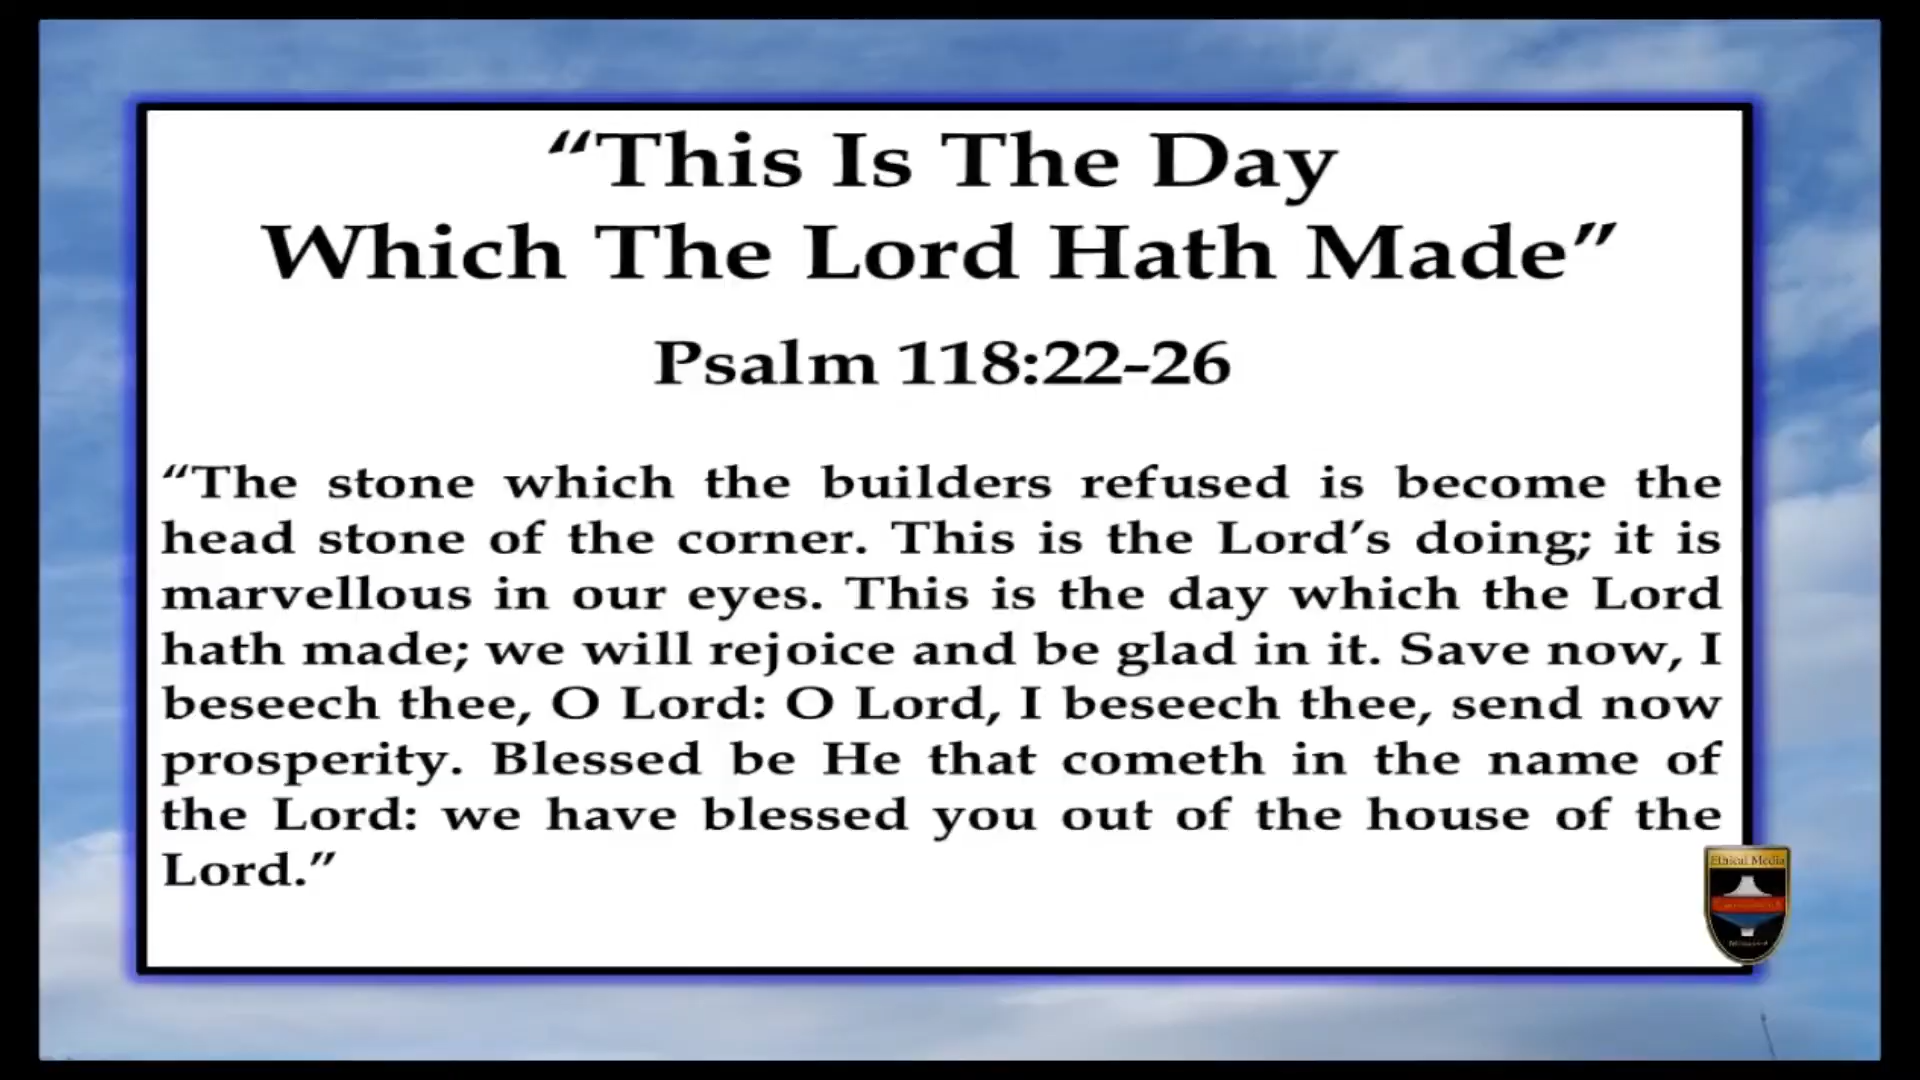 “This Is The Day
Which The Lord Hath Made”
Psalm 118:22-26
“The stone which the builders refused is become the
head stone of the corner. This is the Lord’s doing; it is
marvellous in our eyes. This is the day which the Lord
hath made; we will rejoice and be glad in it. Save now, I
beseech thee, O Lord: O Lord, I beseech thee, send now
prosperity. Blessed be He that cometh in the name of
the Lord: we have blessed you out of the house of the
Lord.”
Ethical Media